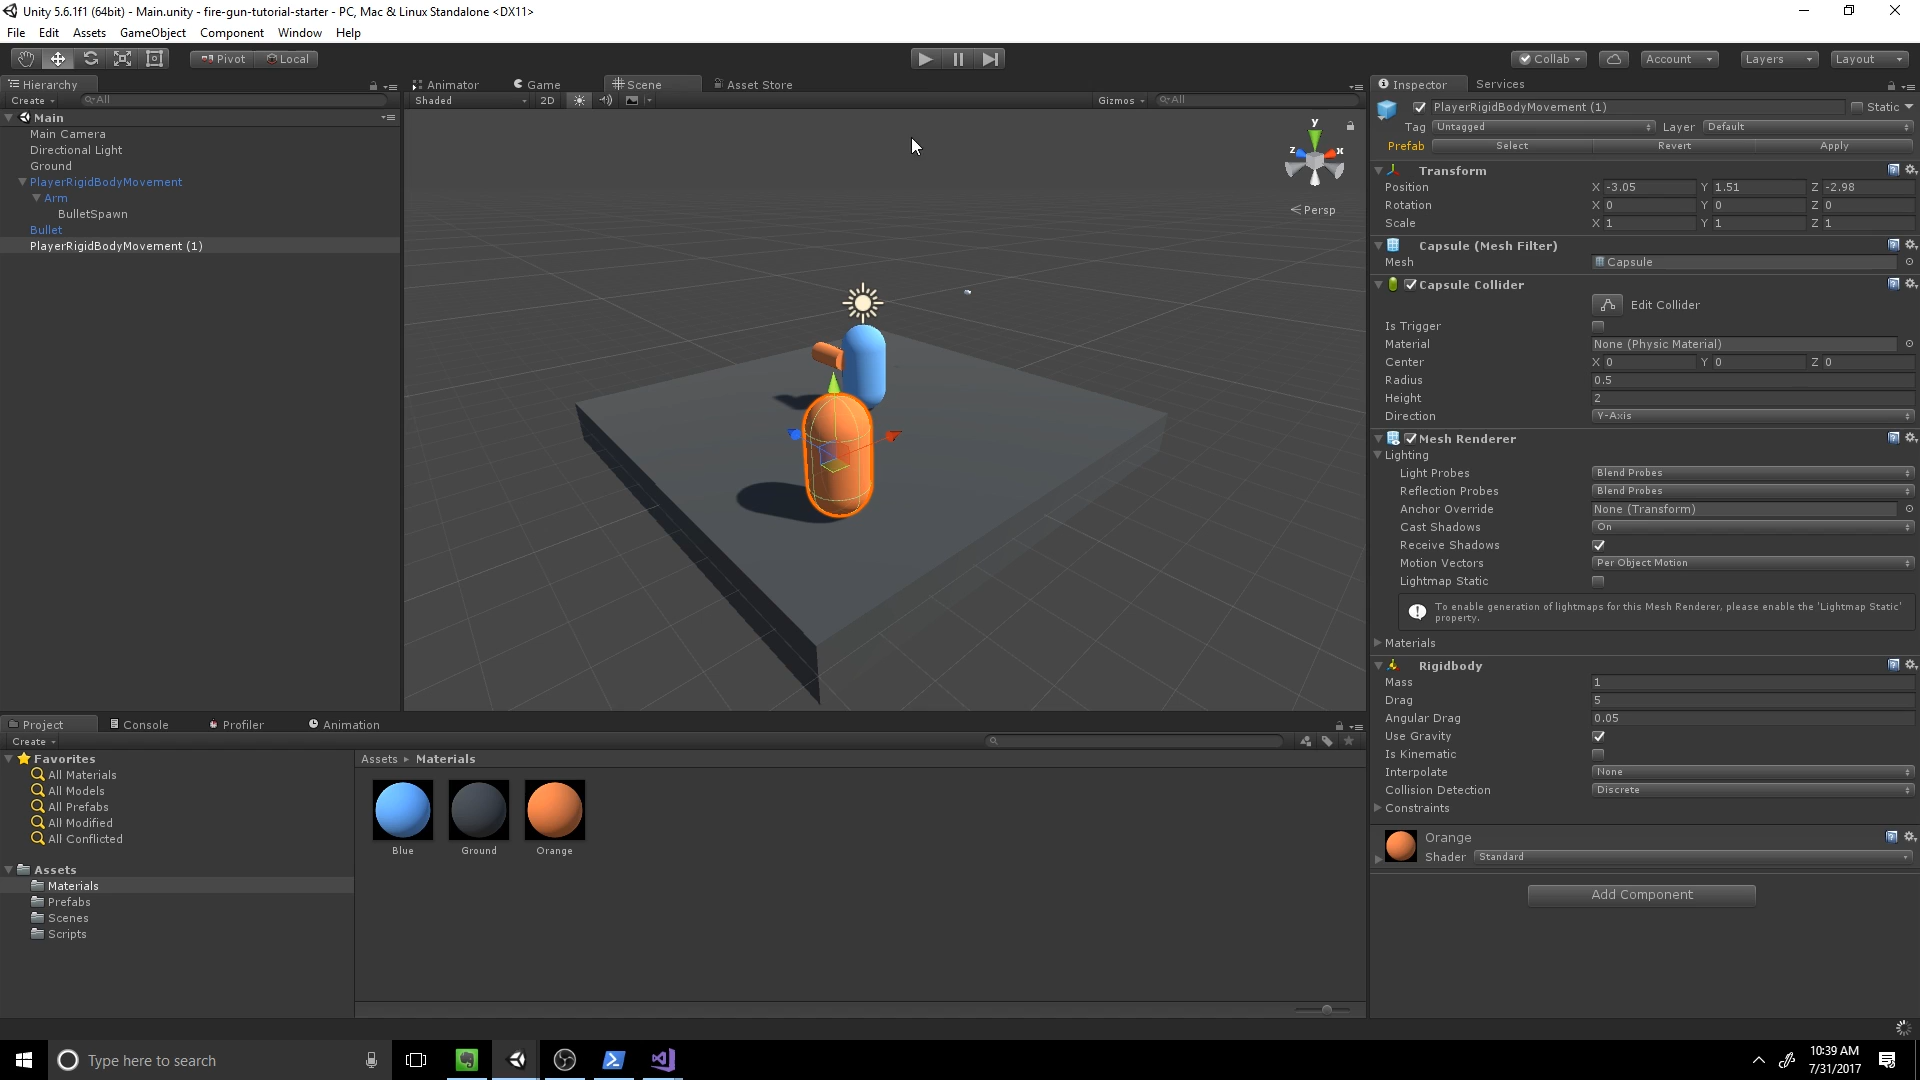 Unity 5.6.1f1 (64bit) - Main.unity - fire-gun-tutorial-starter - PC, Mac & Linux Standalone <DX11>
File Edit Assets GameObject Component Window Help
Pivot Local Collab Account Layers Layout
Hierarchy
Create All
Main
Main Camera
Directional Light
Ground
PlayerRigidBodyMovement
Arm
BulletSpawn
Bullet
PlayerRigidBodyMovement (1)
Animator Game Scene Asset Store
Shaded 2D Gizmos All
y
z x
Persp
Inspector Services
PlayerRigidBodyMovement (1) Static
Tag Untagged Layer Default
Prefab Select Revert Apply
Transform
Position X -3.05 Y 1.51 Z -2.98
Rotation X 0 Y 0 Z 0
Scale X 1 Y 1 Z 1
Capsule (Mesh Filter)
Mesh Capsule
Capsule Collider
Edit Collider
Is Trigger
Material None (Physic Material)
Center X 0 Y 0 Z 0
Radius 0.5
Height 2
Direction Y-Axis
Mesh Renderer
Lighting
Light Probes Blend Probes
Reflection Probes Blend Probes
Anchor Override None (Transform)
Cast Shadows On
Receive Shadows
Motion Vectors Per Object Motion
Lightmap Static
To enable generation of lightmaps for this Mesh Renderer, please enable the 'Lightmap Static'
property.
Materials
Rigidbody
Mass 1
Drag 5
Angular Drag 0.05
Use Gravity
Is Kinematic
Interpolate None
Collision Detection Discrete
Constraints
Orange
Shader Standard
Add Component
Project Console Profiler Animation
Create
Favorites
All Materials
All Models
All Prefabs
All Modified
All Conflicted
Assets
Materials
Prefabs
Scenes
Scripts
Assets Materials
Blue Ground Orange
Type here to search
10:39 AM
7/31/2017